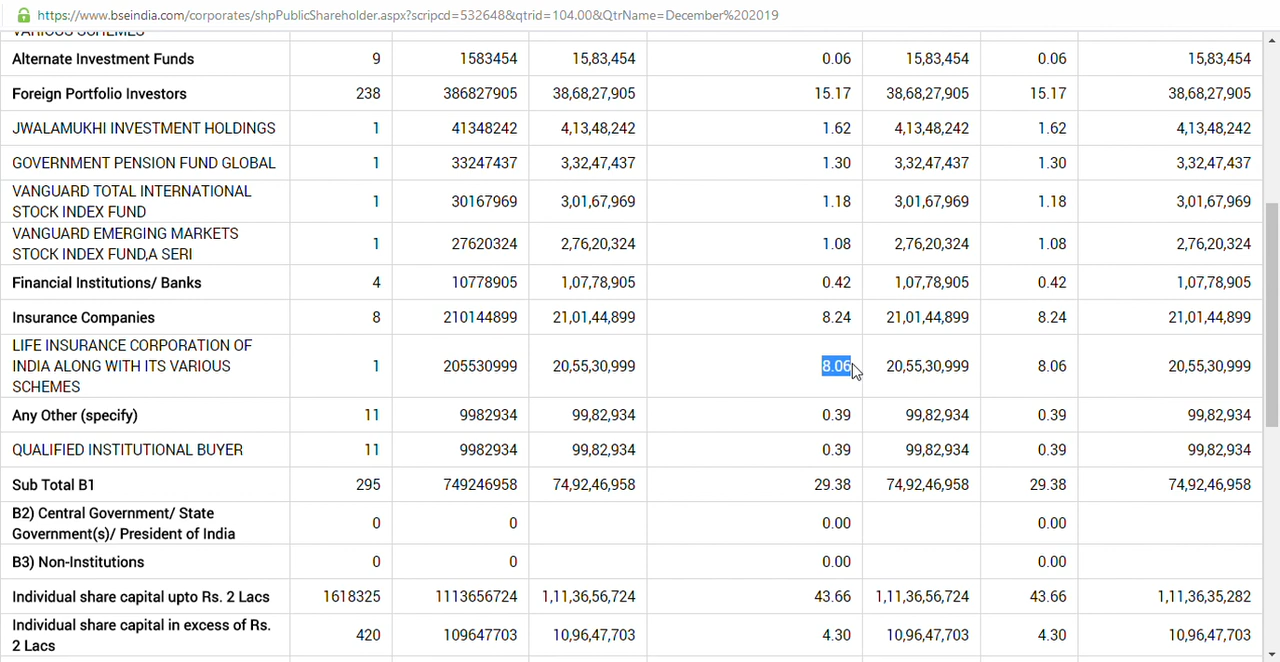 https://www.bseindia.com/corporates/shpPublicShareholder.aspx?scripcd=532648&qtrid=104.00&QtrName=December%202019
VARIOUS SCHEMES
Alternate Investment Funds 9 1583454 15,83,454 0.06 15,83,454 0.06 15,83,454
Foreign Portfolio Investors 238 386827905 38,68,27,905 15.17 38,68,27,905 15.17 38,68,27,905
JWALAMUKHI INVESTMENT HOLDINGS 1 41348242 4,13,48,242 1.62 4,13,48,242 1.62 4,13,48,242
GOVERNMENT PENSION FUND GLOBAL 1 33247437 3,32,47,437 1.30 3,32,47,437 1.30 3,32,47,437
VANGUARD TOTAL INTERNATIONAL
STOCK INDEX FUND 1 30167969 3,01,67,969 1.18 3,01,67,969 1.18 3,01,67,969
VANGUARD EMERGING MARKETS
STOCK INDEX FUND,A SERI 1 27620324 2,76,20,324 1.08 2,76,20,324 1.08 2,76,20,324
Financial Institutions/ Banks 4 10778905 1,07,78,905 0.42 1,07,78,905 0.42 1,07,78,905
Insurance Companies 8 210144899 21,01,44,899 8.24 21,01,44,899 8.24 21,01,44,899
LIFE INSURANCE CORPORATION OF
INDIA ALONG WITH ITS VARIOUS 1 205530999 20,55,30,999 8.06 20,55,30,999 8.06 20,55,30,999
SCHEMES
Any Other (specify) 11 9982934 99,82,934 0.39 99,82,934 0.39 99,82,934
QUALIFIED INSTITUTIONAL BUYER 11 9982934 99,82,934 0.39 99,82,934 0.39 99,82,934
Sub Total B1 295 749246958 74,92,46,958 29.38 74,92,46,958 29.38 74,92,46,958
B2) Central Government/ State
Government(s)/ President of India 0 0 0.00 0.00
B3) Non-Institutions 0 0 0.00 0.00
Individual share capital upto Rs. 2 Lacs 1618325 1113656724 1,11,36,56,724 43.66 1,11,36,56,724 43.66 1,11,36,35,282
Individual share capital in excess of Rs.
2 Lacs 420 109647703 10,96,47,703 4.30 10,96,47,703 4.30 10,96,47,703